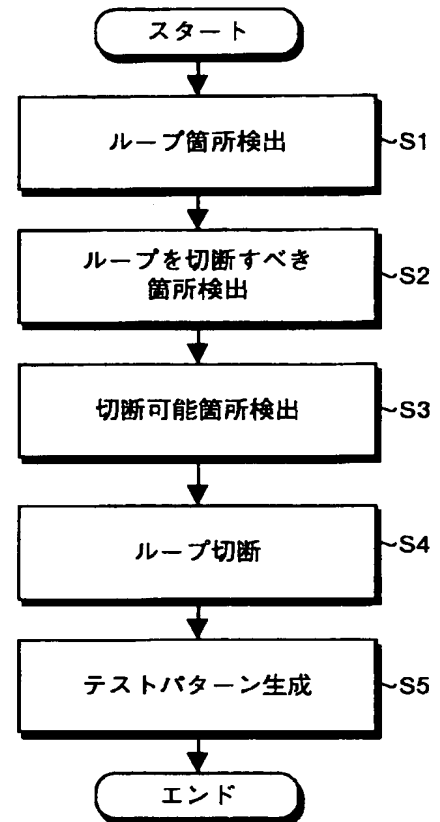 スタート
ループ箇所検出
S1
ループを切断すべき
箇所検出
S2
切断可能箇所検出
S3
ループ切断
S4
テストパターン生成
S5
エンド